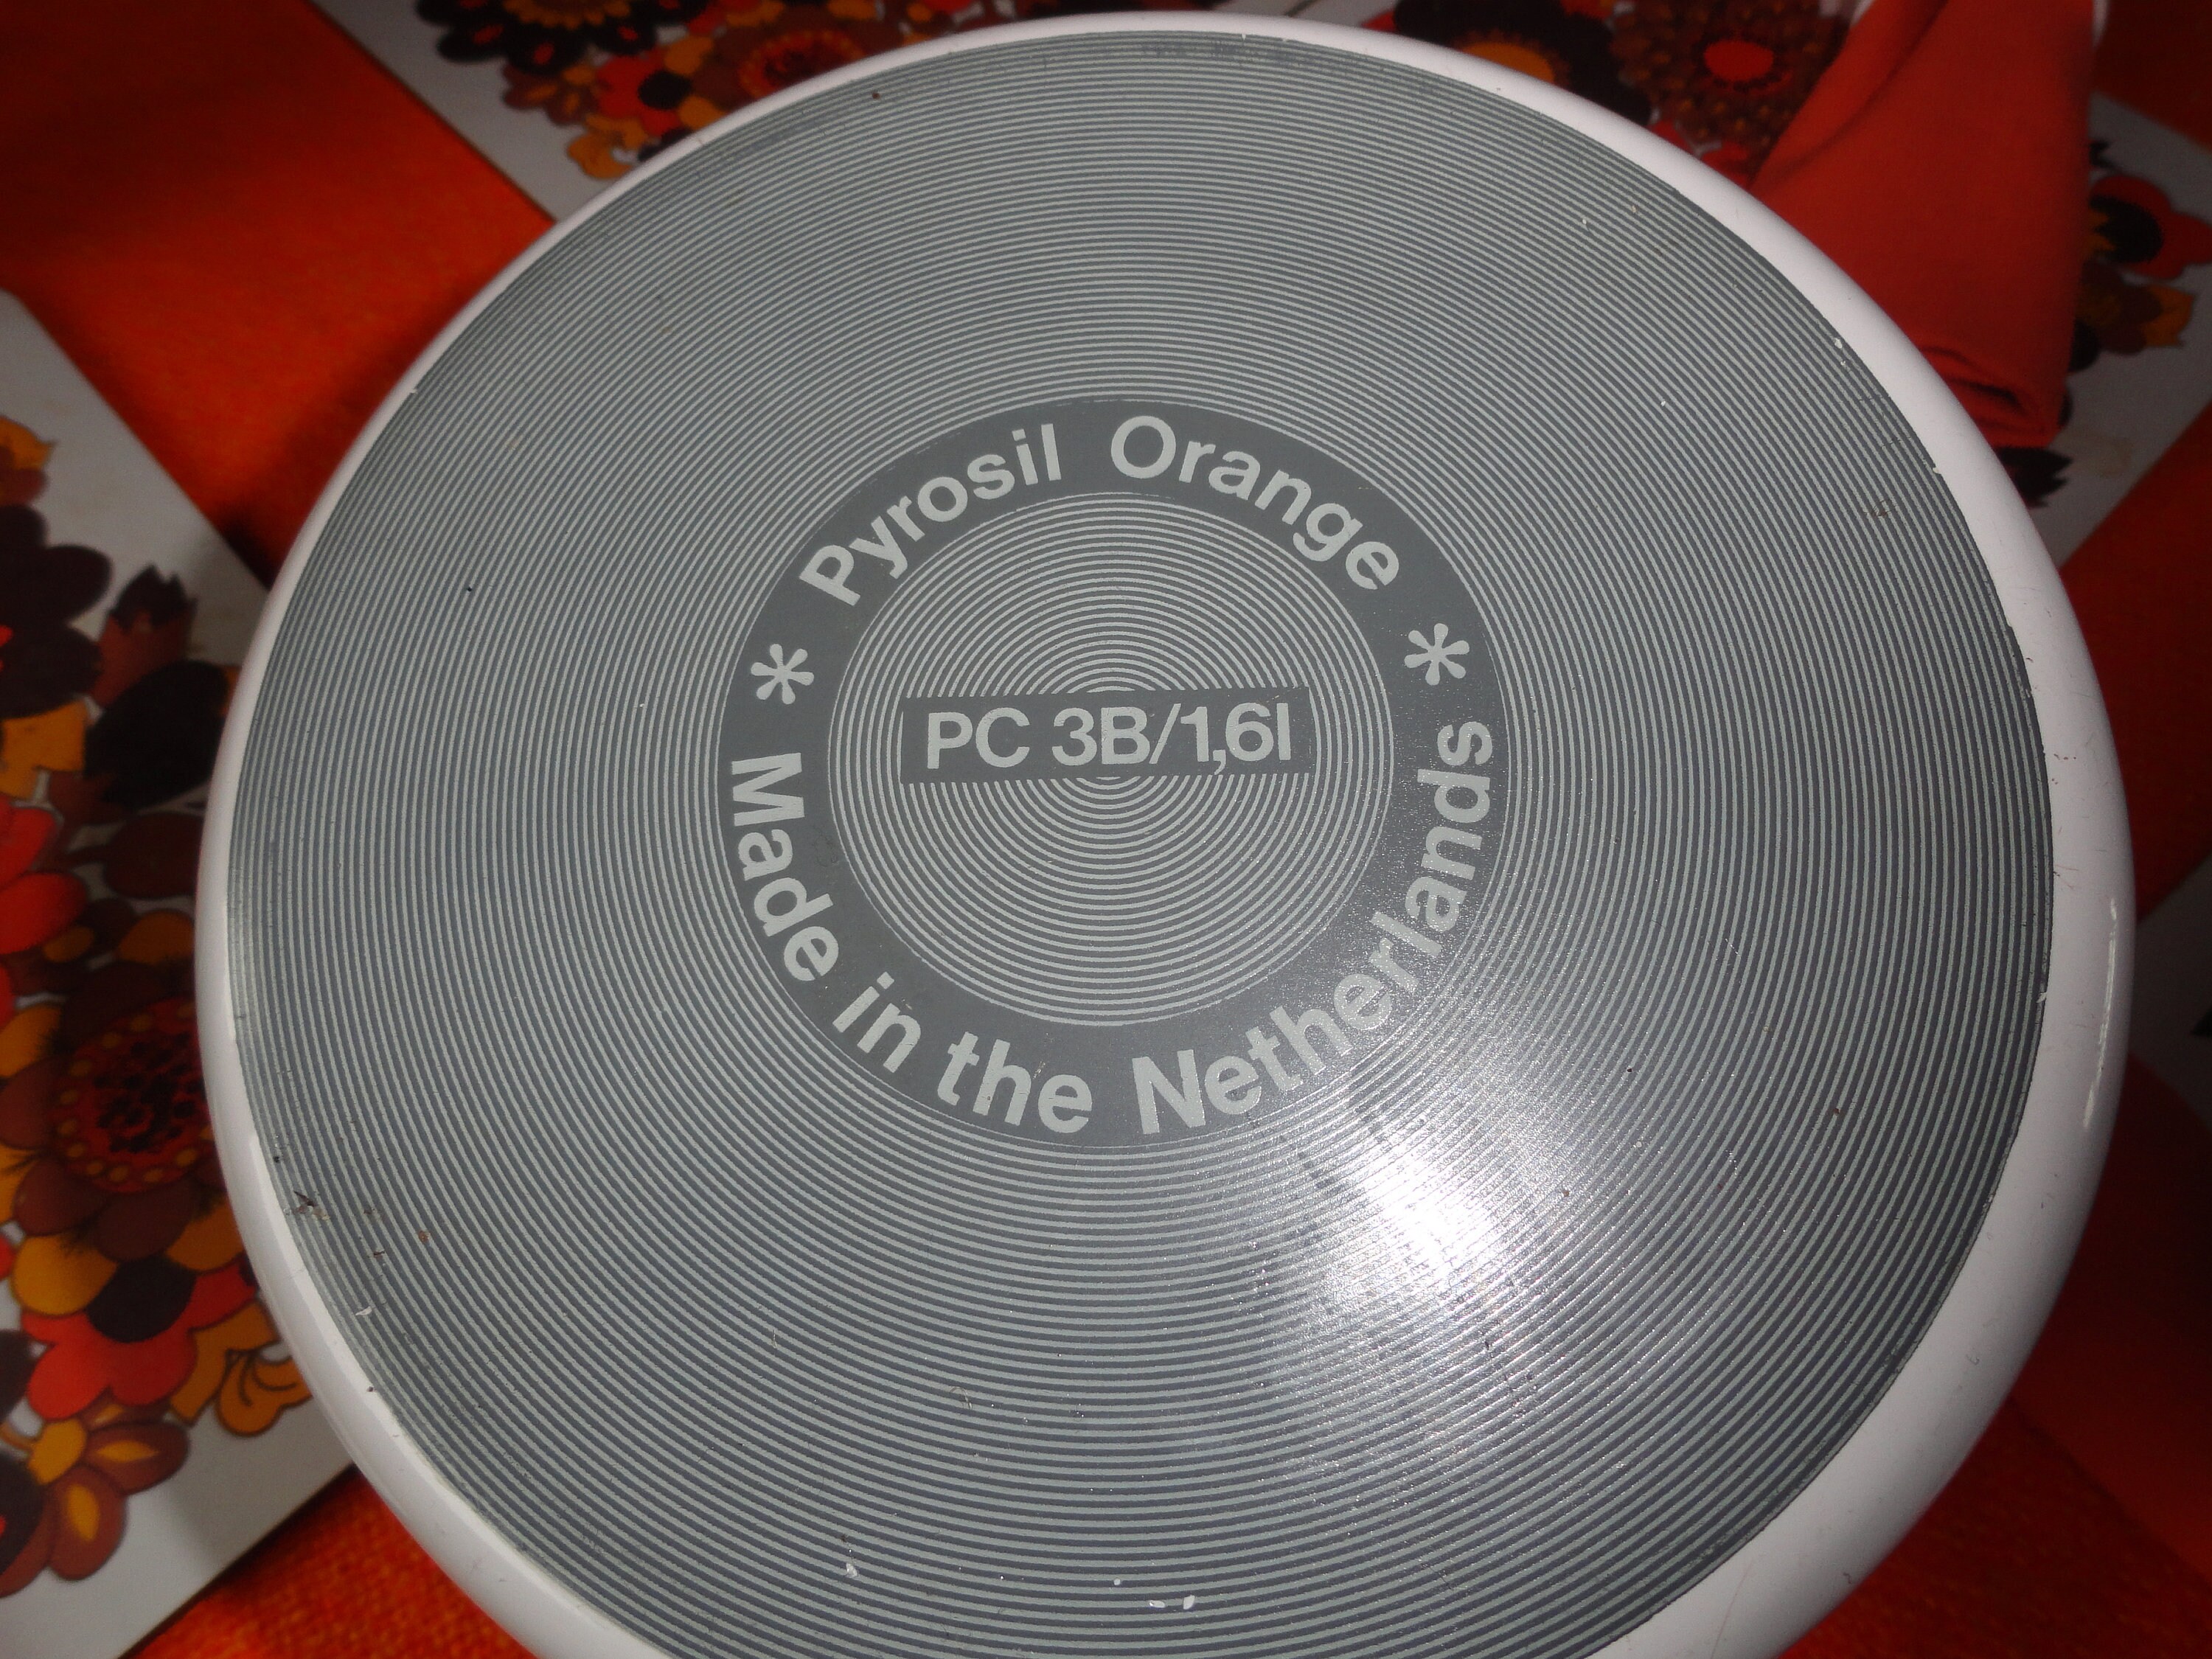 Pyrosil Orange
PC 3B/1,6l
* Made in the Netherlands *